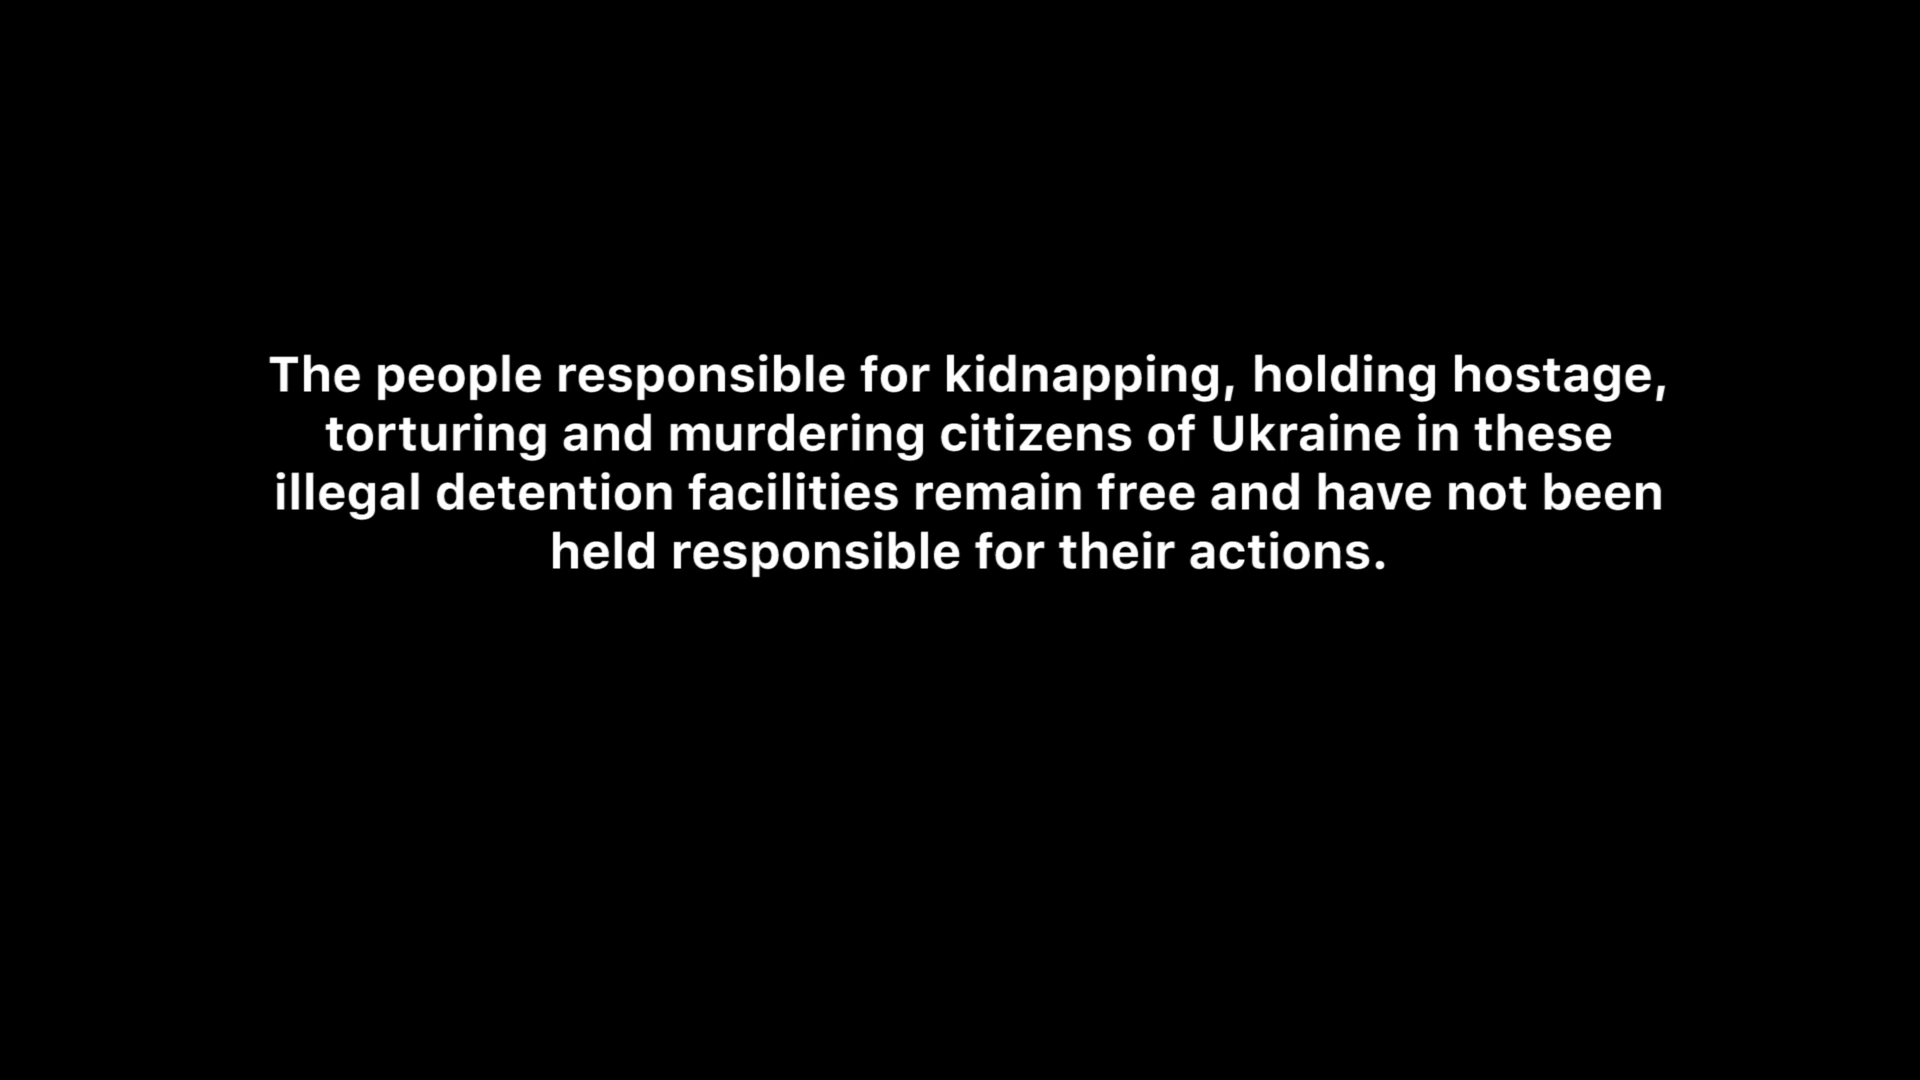 The people responsible for kidnapping, holding hostage,
torturing and murdering citizens of Ukraine in these
illegal detention facilities remain free and have not been
held responsible for their actions.